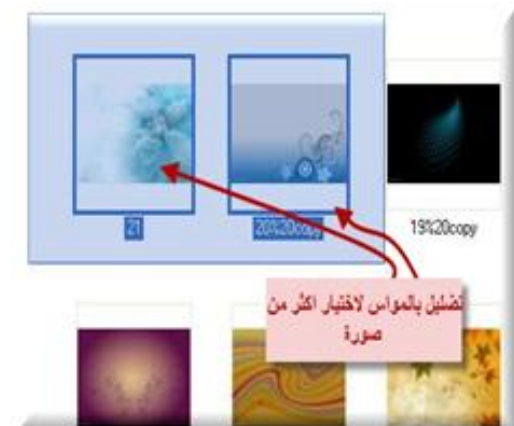 21
20%20copy
19%20copy
تضليل بالمواس لاختيار اكثر من
صورة